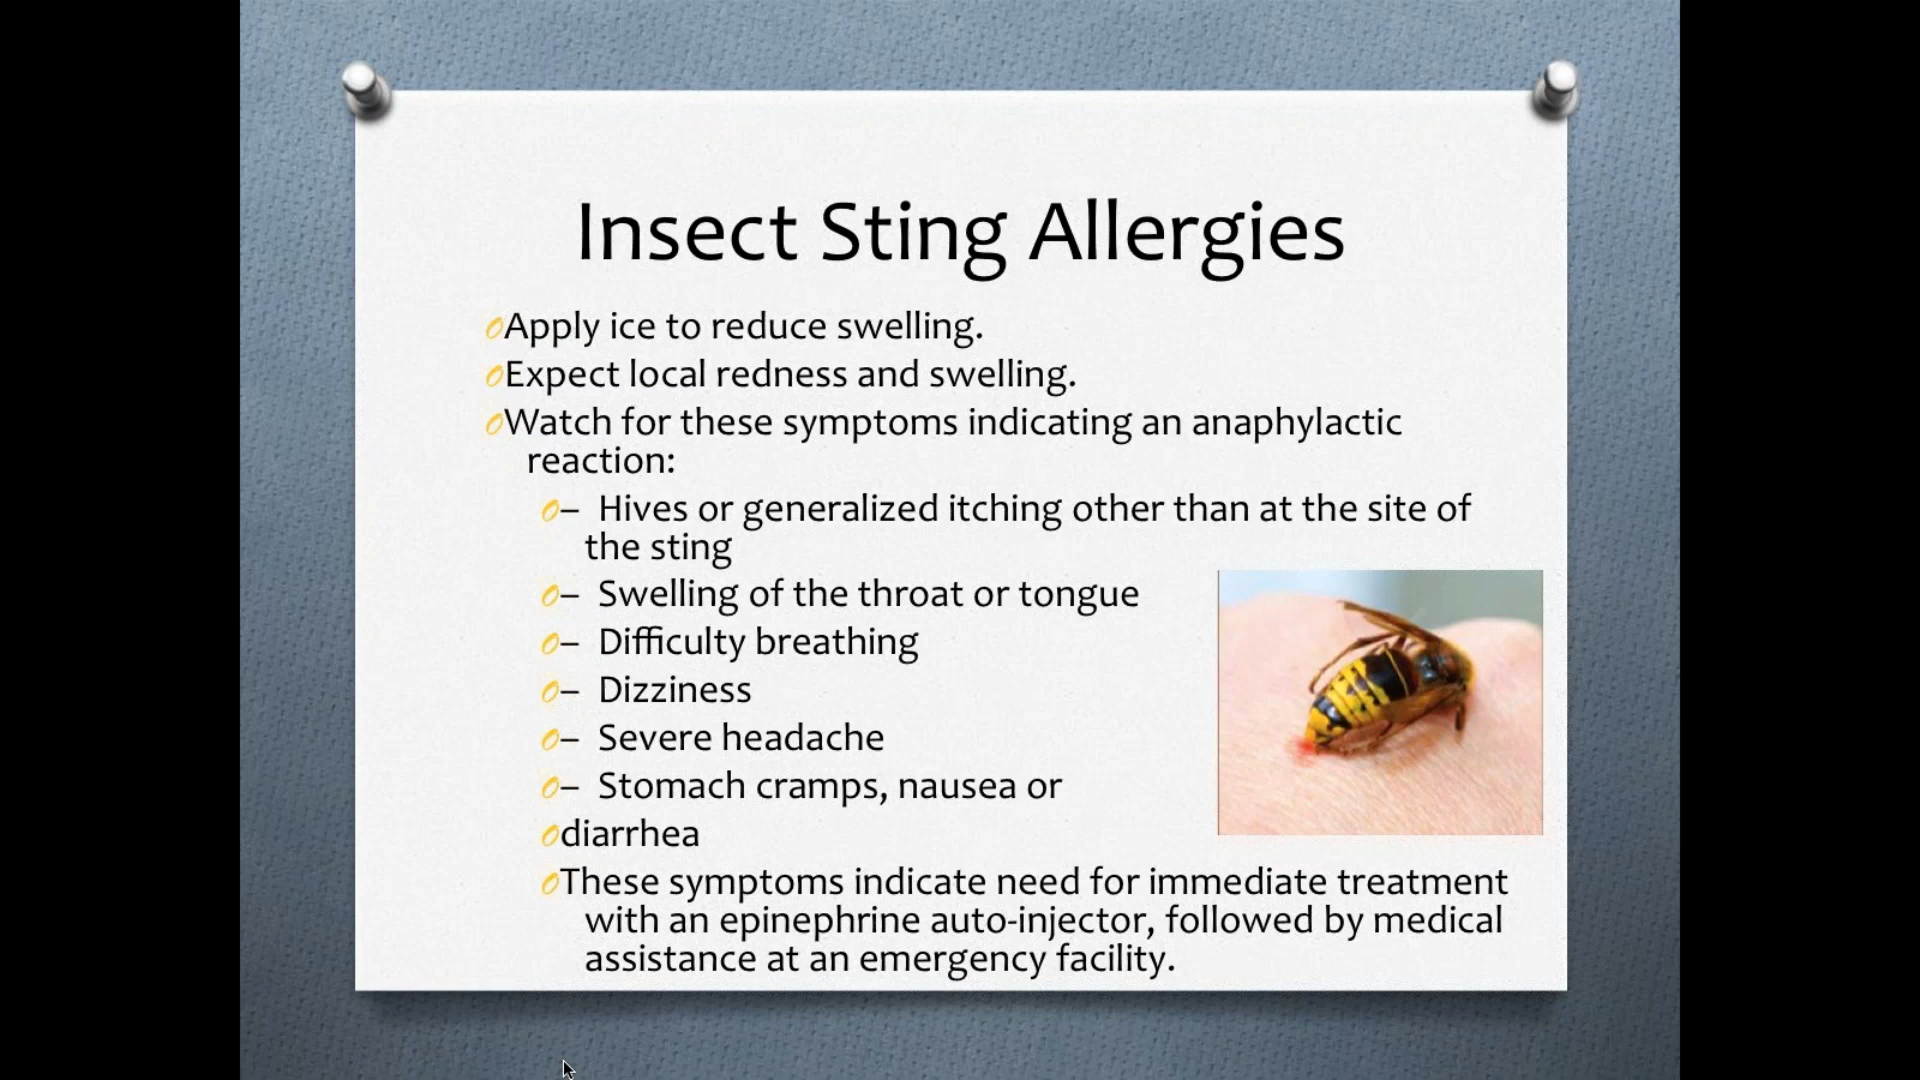 Insect Sting Allergies
Apply ice to reduce swelling.
Expect local redness and swelling.
Watch for these symptoms indicating an anaphylactic
reaction:
– Hives or generalized itching other than at the site of
the sting
– Swelling of the throat or tongue
– Difficulty breathing
– Dizziness
– Severe headache
– Stomach cramps, nausea or
diarrhea
These symptoms indicate need for immediate treatment
with an epinephrine auto-injector, followed by medical
assistance at an emergency facility.